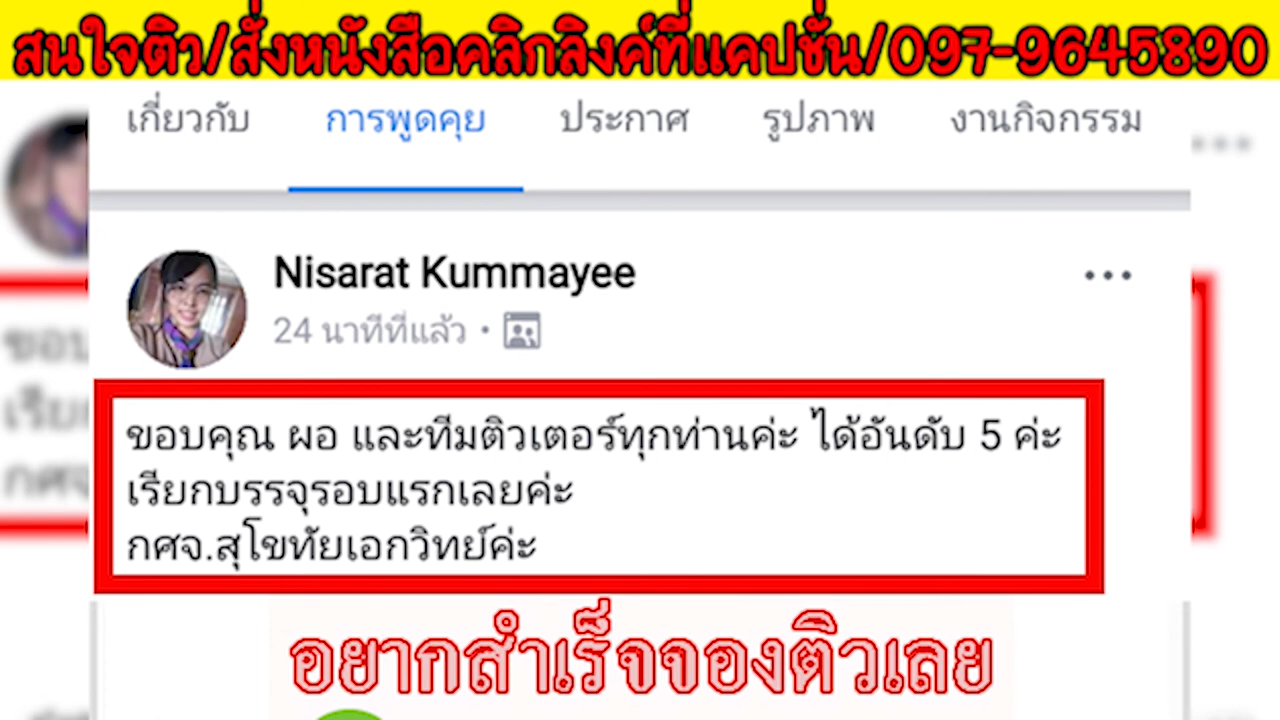 สนใจติว/สั่งหนังสือคลิกลิงค์ที่แคปชั่น/097-9645890
เกี่ยวกับ การพูดคุย ประกาศ รูปภาพ งานกิจกรรม
Nisarat Kummayee
24 นาทีที่แล้ว
ขอบคุณ ผอ และทีมติวเตอร์ทุกท่านค่ะ ได้อันดับ 5 ค่ะ
เรียกบรรจุรอบแรกเลยค่ะ
กศจ.สุโขทัยเอกวิทย์ค่ะ
อยากสำเร็จจองติวเลย